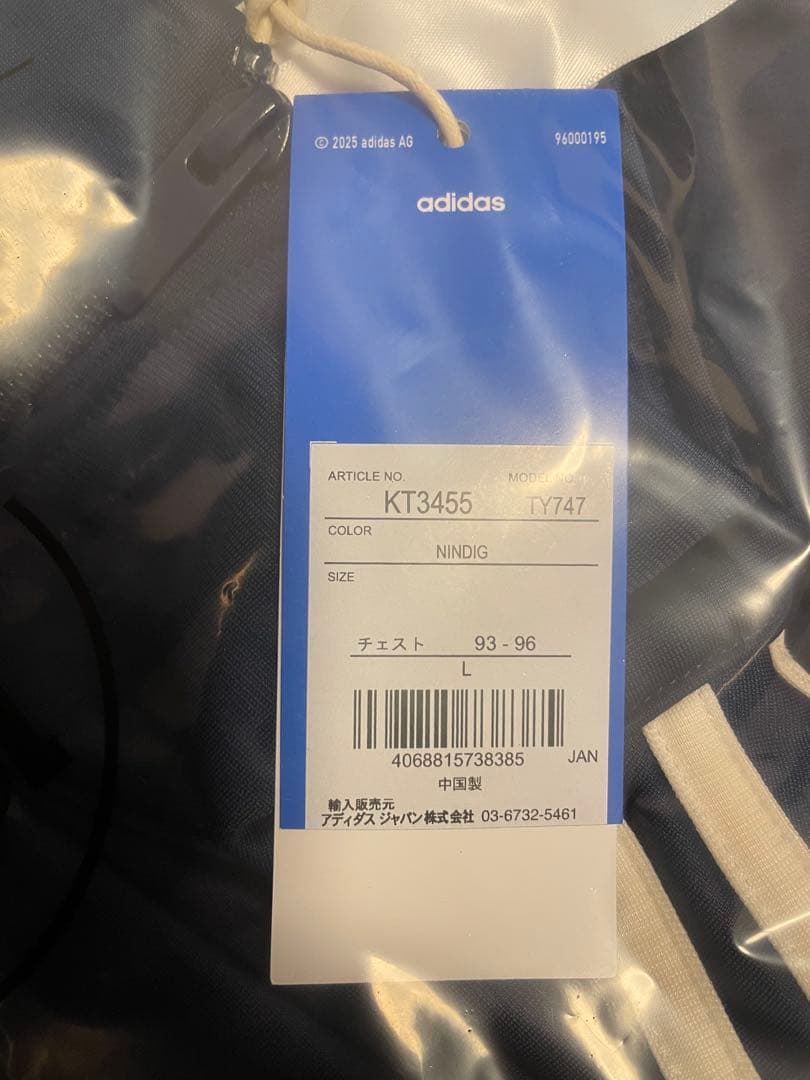 © 2025 adidas AG 96000195
adidas
ARTICLE NO. MODEL NO.
KT3455 TY747
COLOR
NINDIG
SIZE
チェスト 93 - 96
L
4068815738385 JAN
中国製
輸入販売元
アディダス ジャパン株式会社 03-6732-5461